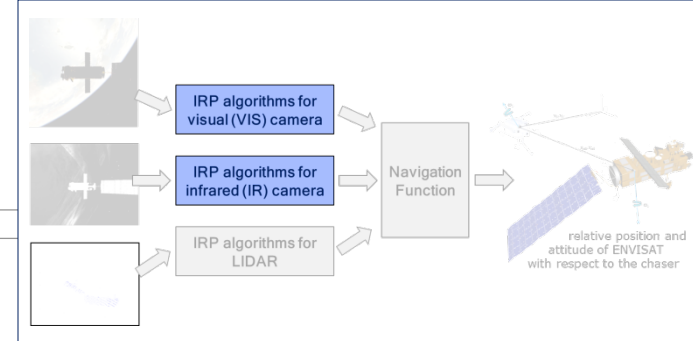 IRP algorithms for
visual (VIS) camera
IRP algorithms for
infrared (IR) camera
Navigation
Function
IRP algorithms for
LIDAR
relative position and
attitude of ENVISAT
with respect to the chaser